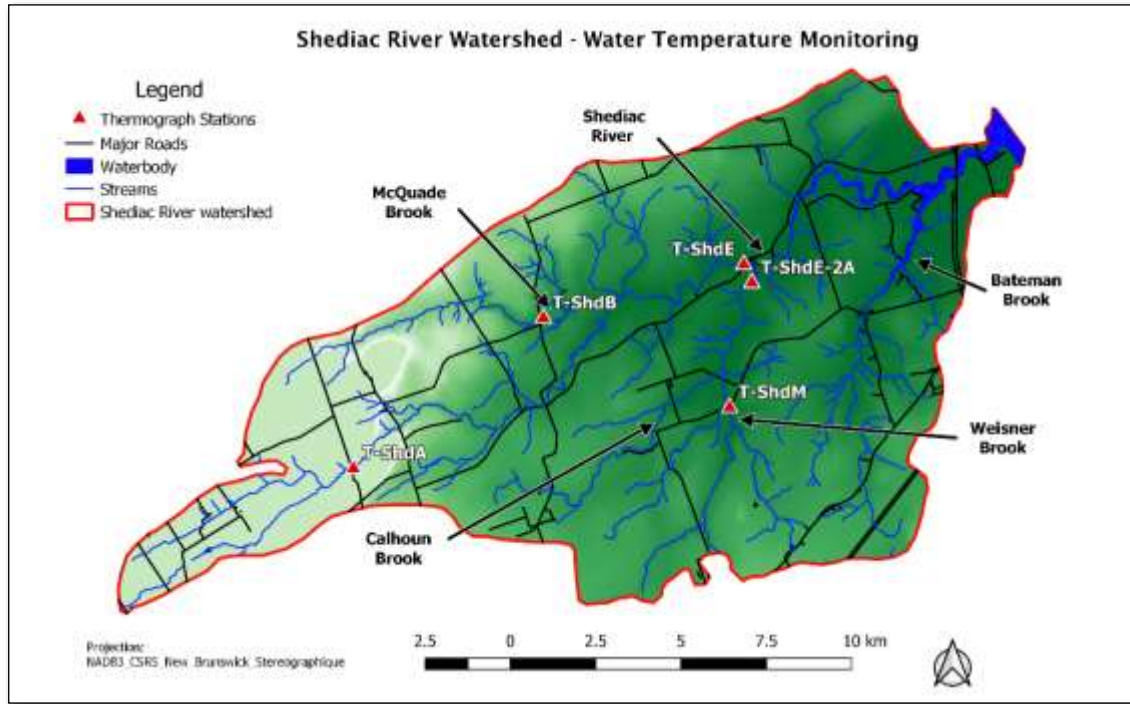 Shediac River Watershed - Water Temperature Monitoring
Legend
Thermograph Stations
Major Roads
Waterbody
Streams
Shediac River watershed
Shediac
River
McQuade
Brook
T-ShdE
T-ShdE-2A
Bateman
Brook
T-ShdB
T-ShdM
Weisner
Brook
T-ShdA
Calhoun
Brook
Projection:
NAD83 CSRS New Brunswick Stereographique
2.5 0 2.5 5 7.5 10 km